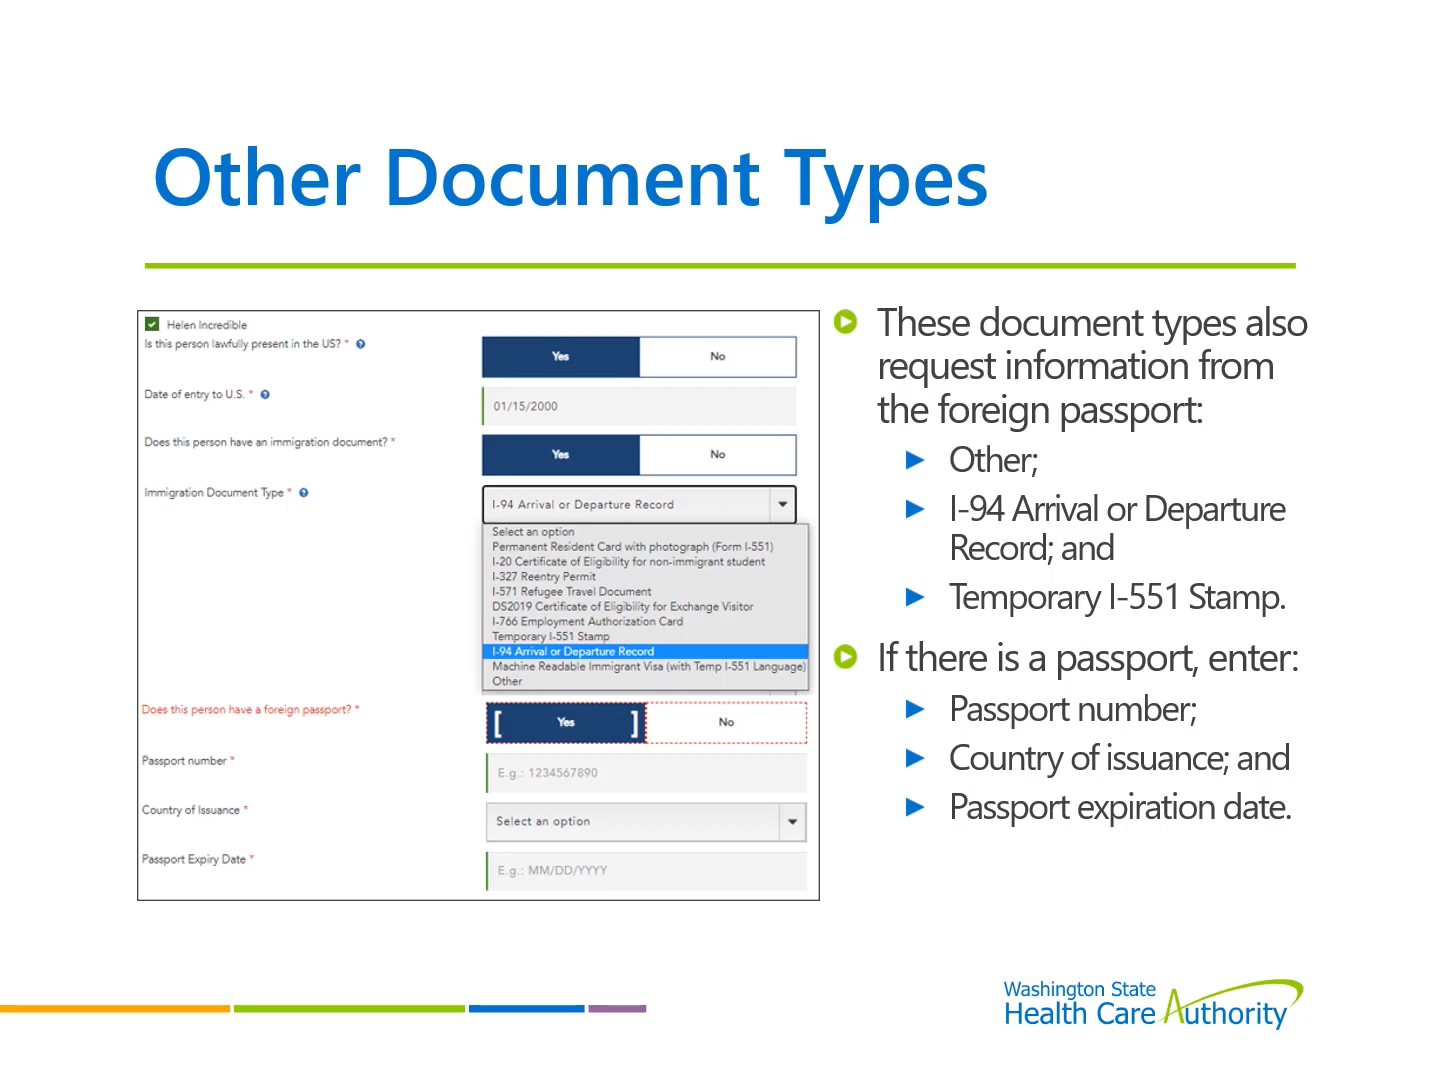 Other Document Types
Helen Incredible
Is this person lawfully present in the US? *
Yes
No
Date of entry to U.S. *
01/15/2000
Does this person have an immigration document? *
Yes
No
Immigration Document Type *
I-94 Arrival or Departure Record
Select an option
Permanent Resident Card with photograph (Form I-551)
I-20 Certificate of Eligibility for non-immigrant student
I-327 Reentry Permit
I-571 Refugee Travel Document
DS2019 Certificate of Eligibility for Exchange Visitor
I-766 Employment Authorization Card
Temporary I-551 Stamp
I-94 Arrival or Departure Record
Machine Readable Immigrant Visa (with Temp I-551 Language)
Other
Does this person have a foreign passport? *
[ Yes ]
No
Passport number *
E.g.: 1234567890
Country of Issuance *
Select an option
Passport Expiry Date *
E.g.: MM/DD/YYYY
These document types also
request information from
the foreign passport:
Other;
I-94 Arrival or Departure
Record; and
Temporary I-551 Stamp.
If there is a passport, enter:
Passport number;
Country of issuance; and
Passport expiration date.
Washington State
Health Care Authority